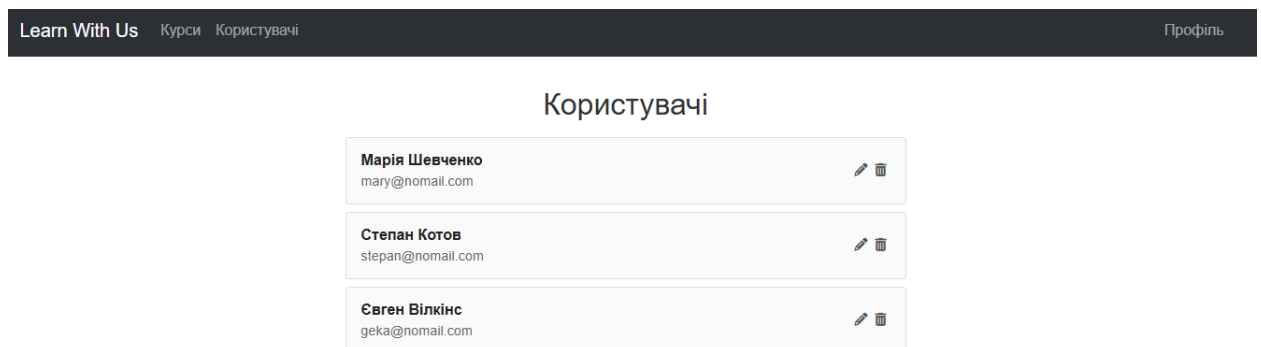 Learn With Us Курси Користувачі Профіль
Користувачі
Марія Шевченко
mary@nomail.com
Степан Котов
stepan@nomail.com
Євген Вілкінс
geka@nomail.com